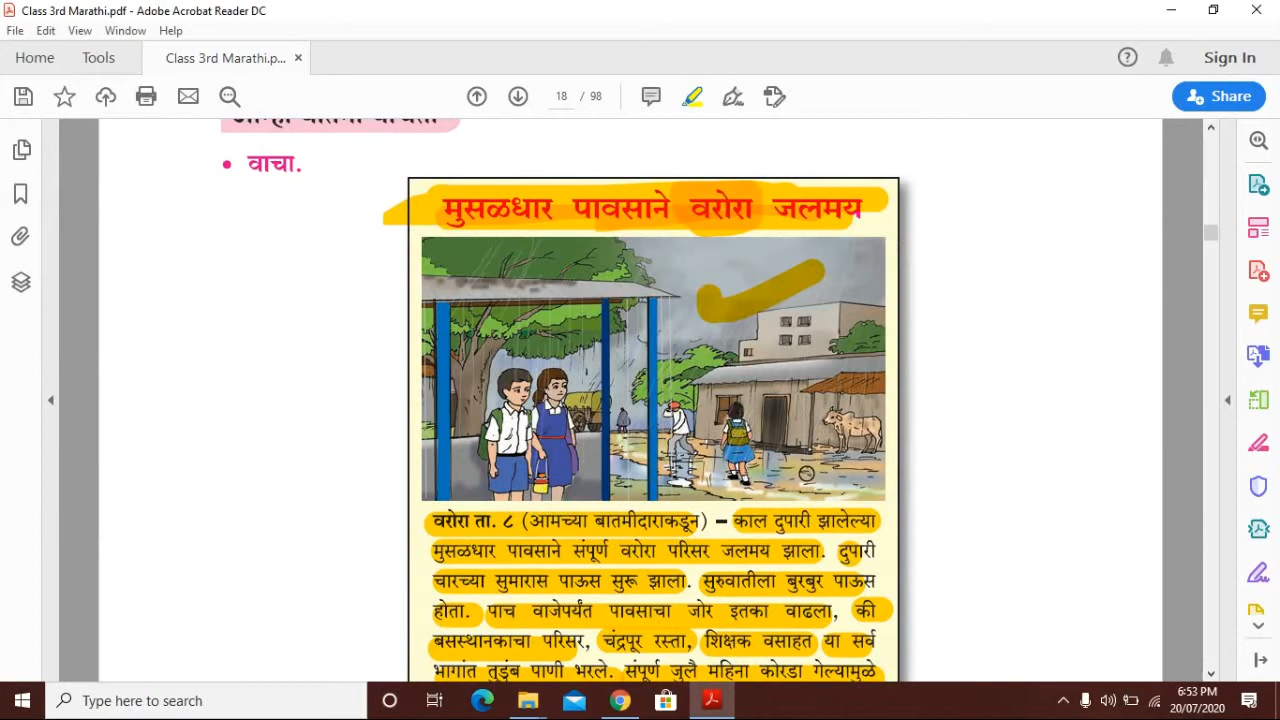 Class 3rd Marathi.pdf - Adobe Acrobat Reader DC
File Edit View Window Help
Home Tools Class 3rd Marathi.p... × Sign In
18 / 98 Share
• वाचा.
मुसळधार पावसाने वरोरा जलमय
वरोरा ता. ८ (आमच्या बातमीदाराकडून) – काल दुपारी झालेल्या
मुसळधार पावसाने संपूर्ण वरोरा परिसर जलमय झाला. दुपारी
चारच्या सुमारास पाऊस सुरू झाला. सुरुवातीला बुरबुर पाऊस
होता. पाच वाजेपर्यंत पावसाचा जोर इतका वाढला, की
बसस्थानकाचा परिसर, चंद्रपूर रस्ता, शिक्षक वसाहत या सर्व
भागांत तुडुंब पाणी भरले. संपूर्ण जुलै महिना कोरडा गेल्यामुळे
Type here to search
6:53 PM
20/07/2020